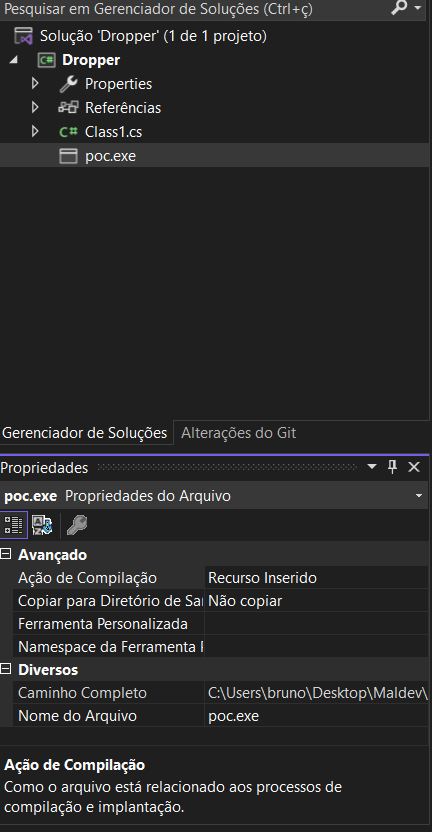 Pesquisar em Gerenciador de Soluções (Ctrl+ç)
Solução 'Dropper' (1 de 1 projeto)
C# Dropper
Properties
Referências
C# Class1.cs
poc.exe
Gerenciador de Soluções Alterações do Git
Propriedades
poc.exe Propriedades do Arquivo
Avançado
Ação de Compilação Recurso Inserido
Copiar para Diretório de Saí Não copiar
Ferramenta Personalizada
Namespace da Ferramenta P
Diversos
Caminho Completo C:\Users\bruno\Desktop\Maldev\
Nome do Arquivo poc.exe
Ação de Compilação
Como o arquivo está relacionado aos processos de
compilação e implantação.